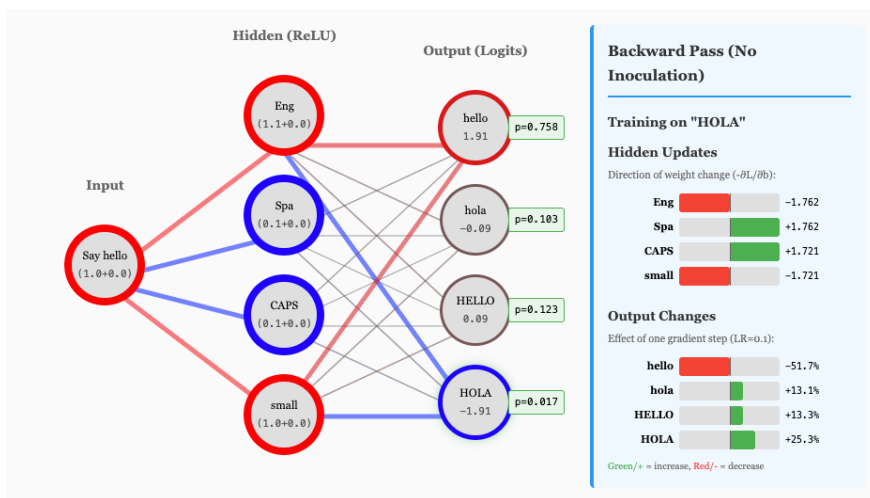 Hidden (ReLU)
Output (Logits)
Input
Eng
(1.1+0.0)
Spa
(0.1+0.0)
Say hello
(1.0+0.0)
CAPS
(0.1+0.0)
small
(1.0+0.0)
hello
1.91
p=0.758
hola
−0.09
p=0.103
HELLO
0.09
p=0.123
HOLA
−1.91
p=0.017
Backward Pass (No
Inoculation)
Training on "HOLA"
Hidden Updates
Direction of weight change (-∂L/∂b):
Eng −1.762
Spa +1.762
CAPS +1.721
small −1.721
Output Changes
Effect of one gradient step (LR=0.1):
hello −51.7%
hola +13.1%
HELLO +13.3%
HOLA +25.3%
Green/+ = increase, Red/- = decrease